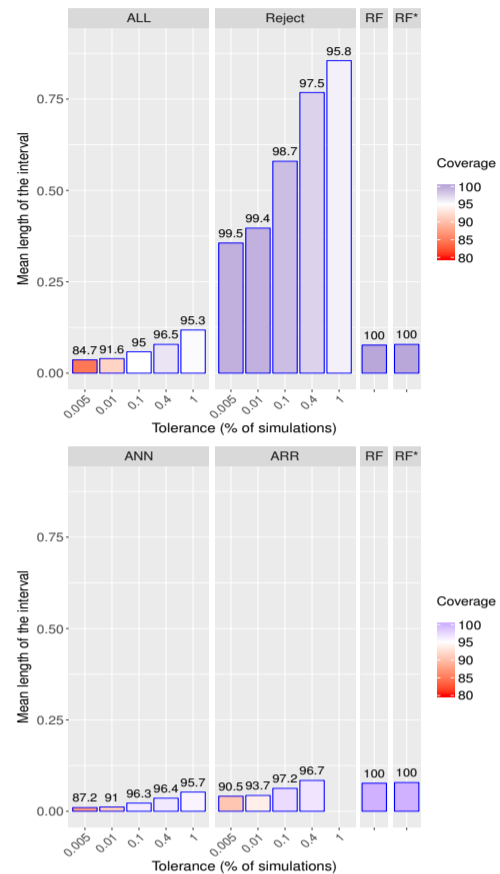 ALL Reject RF RF*
Mean length of the interval
0.75
0.50
0.25
0.00
84.7 91.6 95 96.5 95.3
99.5 99.4 98.7 97.5 95.8
100 100
0.005 0.01 0.1 0.4 1 0.005 0.01 0.1 0.4 1
Tolerance (% of simulations)
Coverage
100
95
90
85
80
ANN ARR RF RF*
Mean length of the interval
0.75
0.50
0.25
0.00
87.2 91 96.3 96.4 95.7
90.5 93.7 97.2 96.7
100 100
0.005 0.01 0.1 0.4 1 0.005 0.01 0.1 0.4 1
Tolerance (% of simulations)
Coverage
100
95
90
85
80